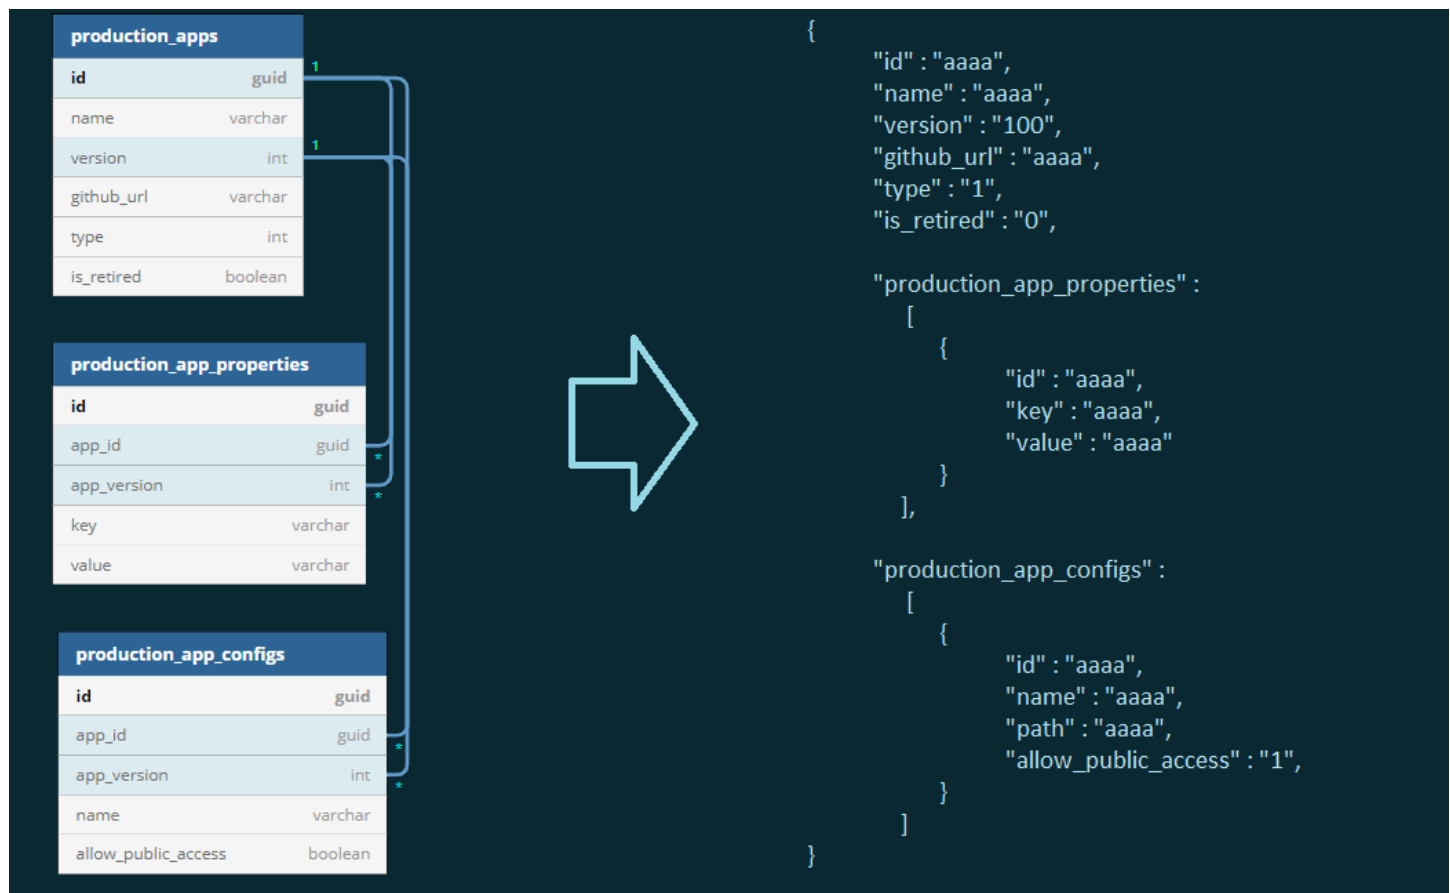 production_apps
1
id guid
name varchar
1
version int
github_url varchar
type int
is_retired boolean
production_app_properties
id guid
app_id guid
*
app_version int
*
key varchar
value varchar
production_app_configs
id guid
app_id guid
*
app_version int
*
name varchar
allow_public_access boolean
{
"id" : "aaaa",
"name" : "aaaa",
"version" : "100",
"github_url" : "aaaa",
"type" : "1",
"is_retired" : "0",
"production_app_properties" :
[
{
"id" : "aaaa",
"key" : "aaaa",
"value" : "aaaa"
}
],
"production_app_configs" :
[
{
"id" : "aaaa",
"name" : "aaaa",
"path" : "aaaa",
"allow_public_access" : "1",
}
]
}